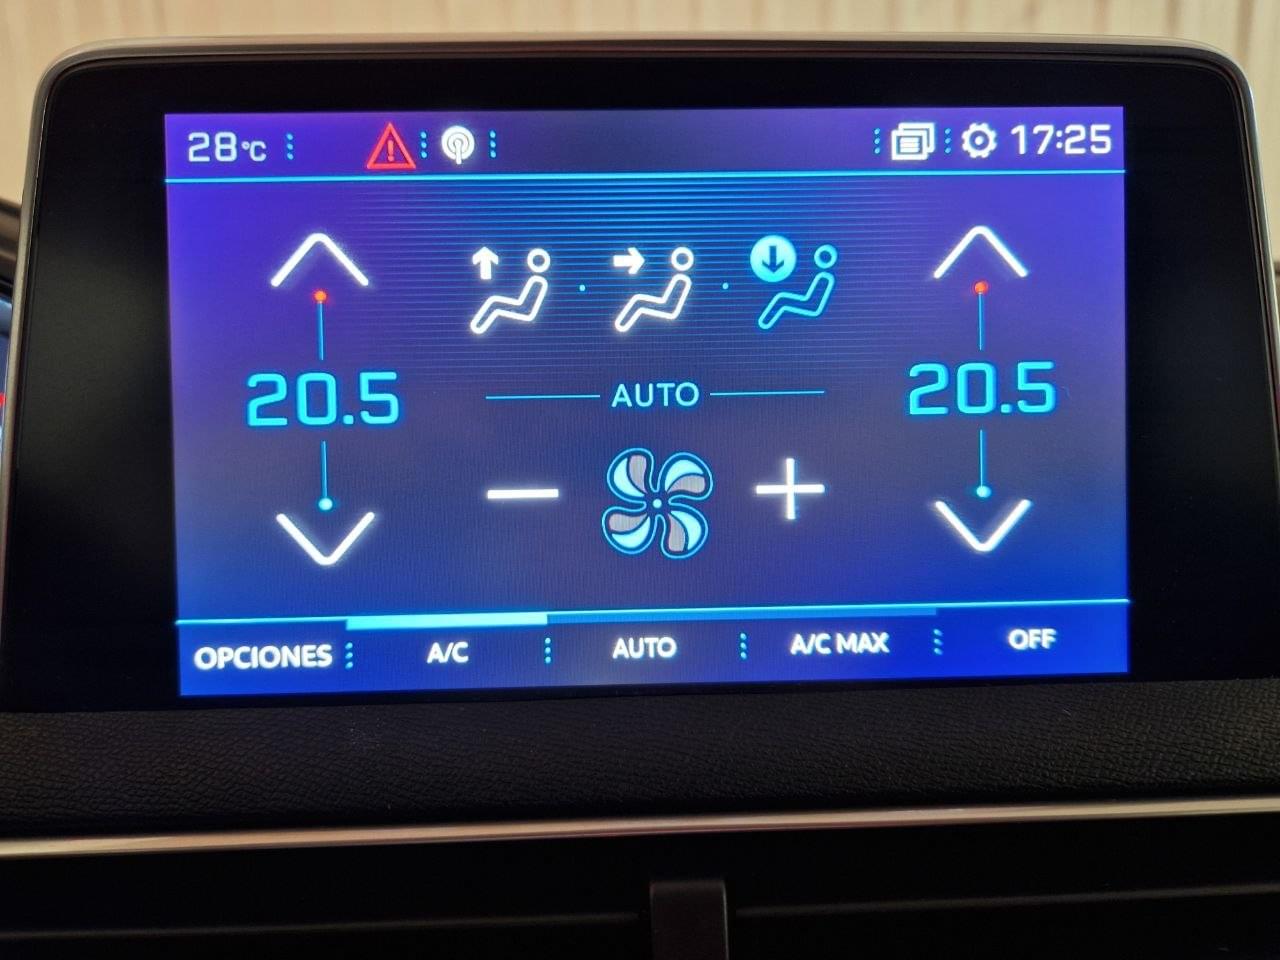 28°C 17:25
20.5 AUTO 20.5
OPCIONES A/C AUTO A/C MAX OFF